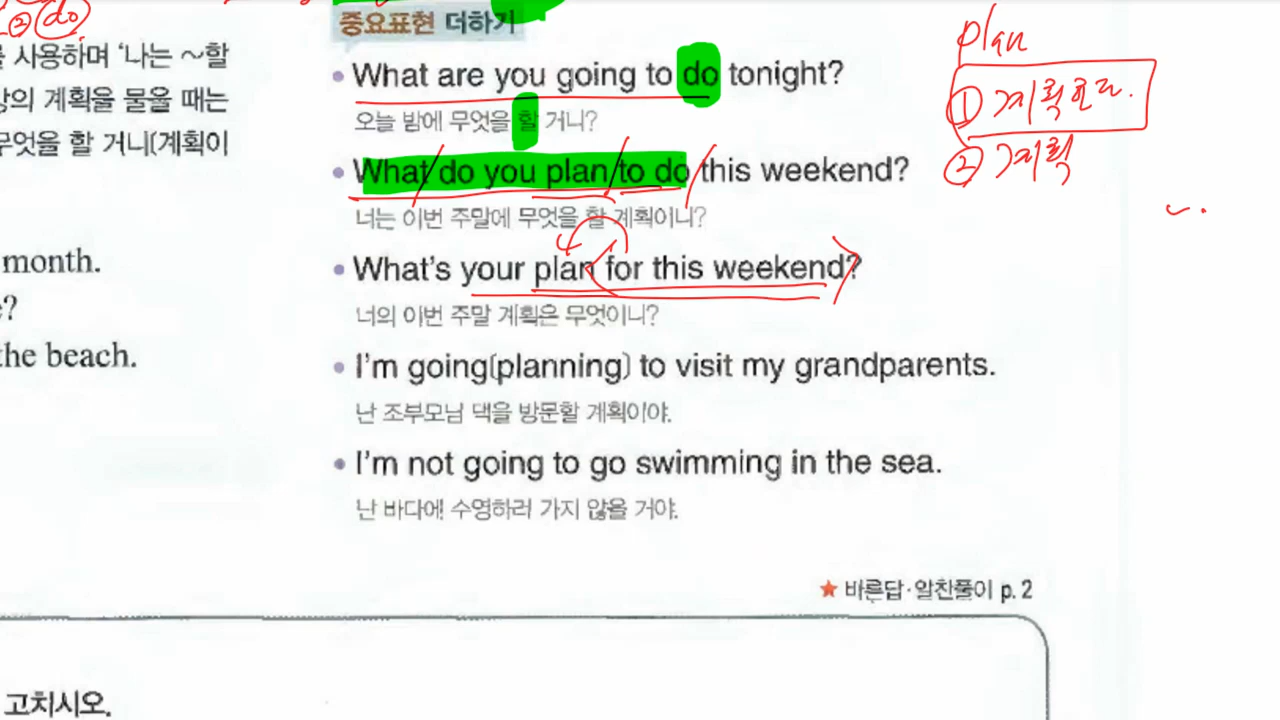 ② do
중요표현 더하기
사용하며 '나는 ~할
What are you going to do tonight?
plan
상의 계획을 물을 때는
오늘 밤에 무엇을 할 거니?
① 계획하다.
무엇을 할 거니(계획이
What do you plan to do this weekend?
② 계획
너는 이번 주말에 무엇을 할 계획이니?
month.
What's your plan for this weekend?
?
너의 이번 주말 계획은 무엇이니?
the beach.
I'm going(planning) to visit my grandparents.
난 조부모님 댁을 방문할 계획이야.
I'm not going to go swimming in the sea.
난 바다에 수영하러 가지 않을 거야.
★ 바른답·알찬풀이 p. 2
고치시오.